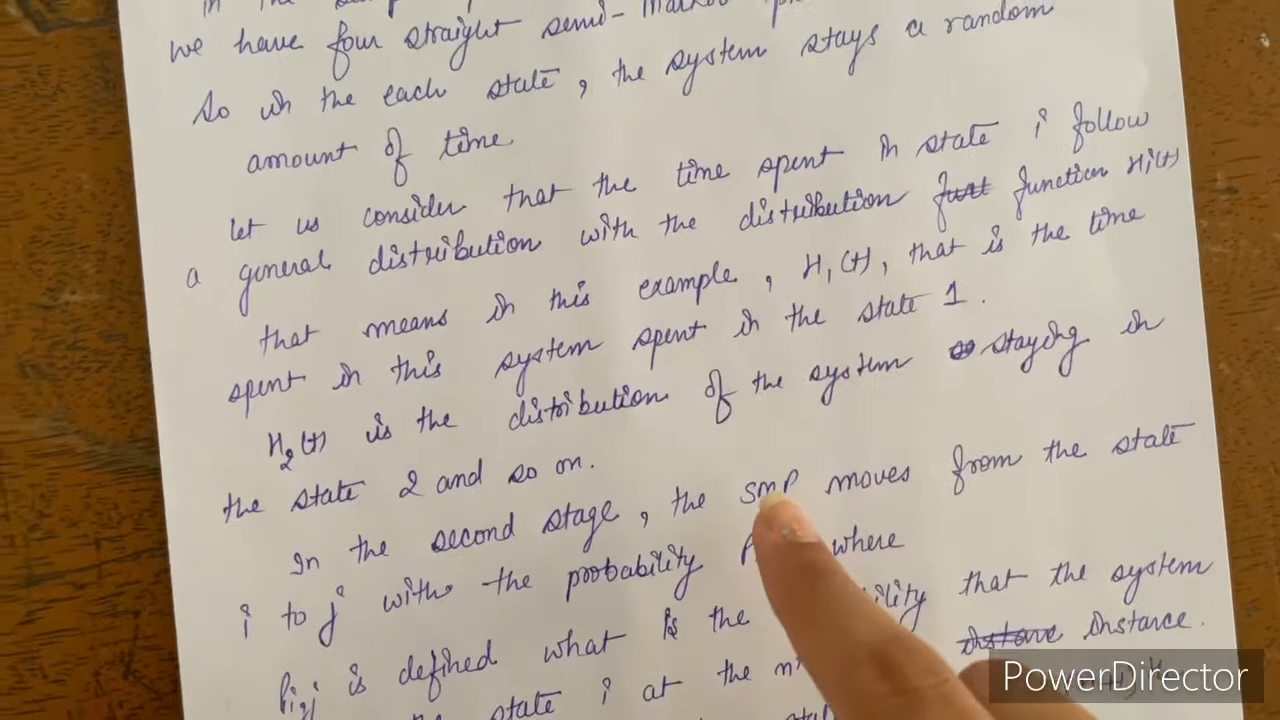 in the
we have four straight semi-Markov
So in the each state, the system stays a random
amount of time.
let us consider that the time spent in state i follow
a general distribution with the distribution function Hi(t)
that means in this example, H1(t), that is the time
spent in this system spent in the state 1.
H2(t) is the distribution of the system staying in
the state 2 and so on.
In the second stage, the SMP moves from the state
i to j with the probability where
Pij is defined what is the that the system
state i at the instance.
PowerDirector